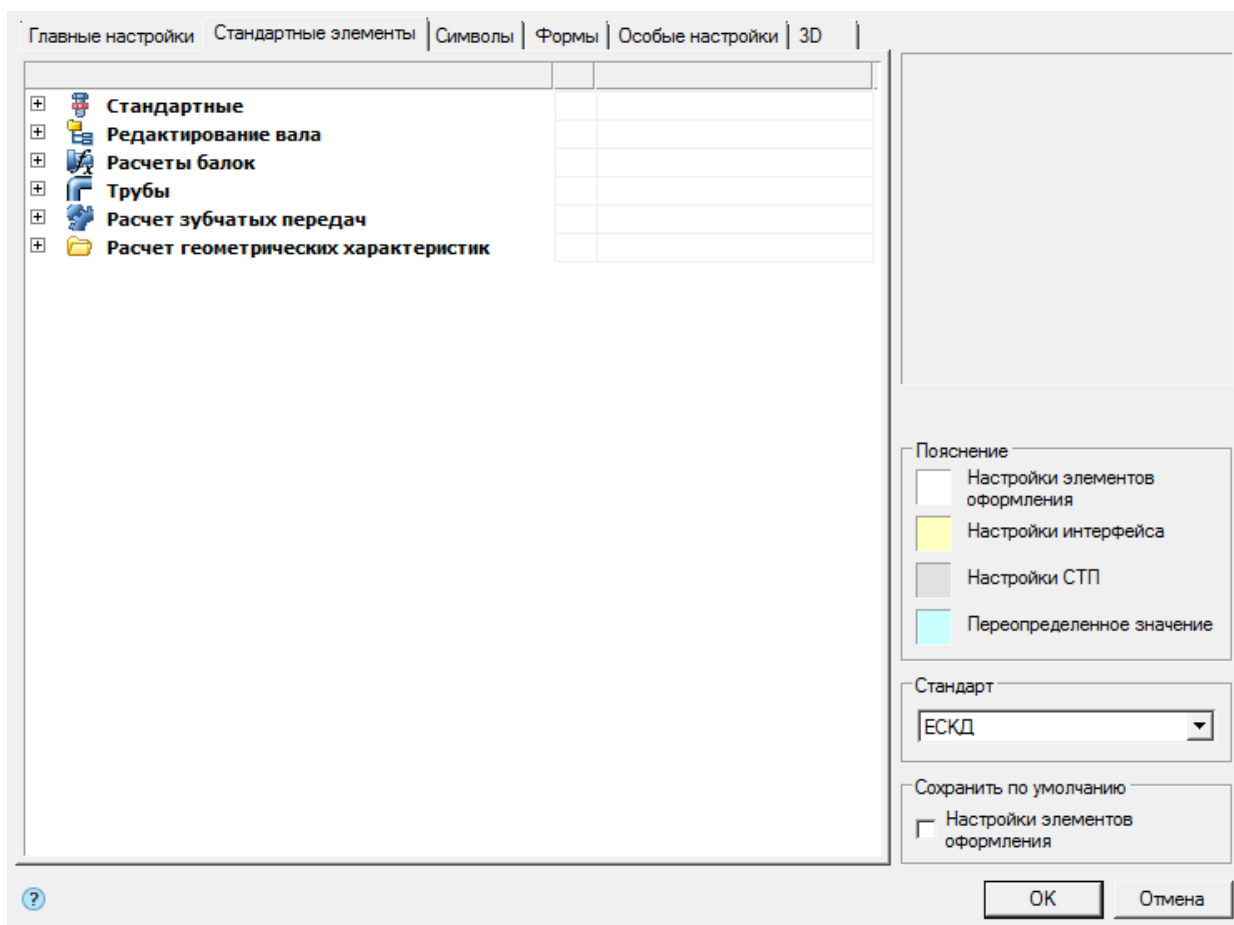 Главные настройки Стандартные элементы Символы Формы Особые настройки 3D
Стандартные
Редактирование вала
Расчеты балок
Трубы
Расчет зубчатых передач
Расчет геометрических характеристик
Пояснение
Настройки элементов
оформления
Настройки интерфейса
Настройки СТП
Переопределенное значение
Стандарт
ЕСКД
Сохранить по умолчанию
Настройки элементов
оформления
?
OK Отмена